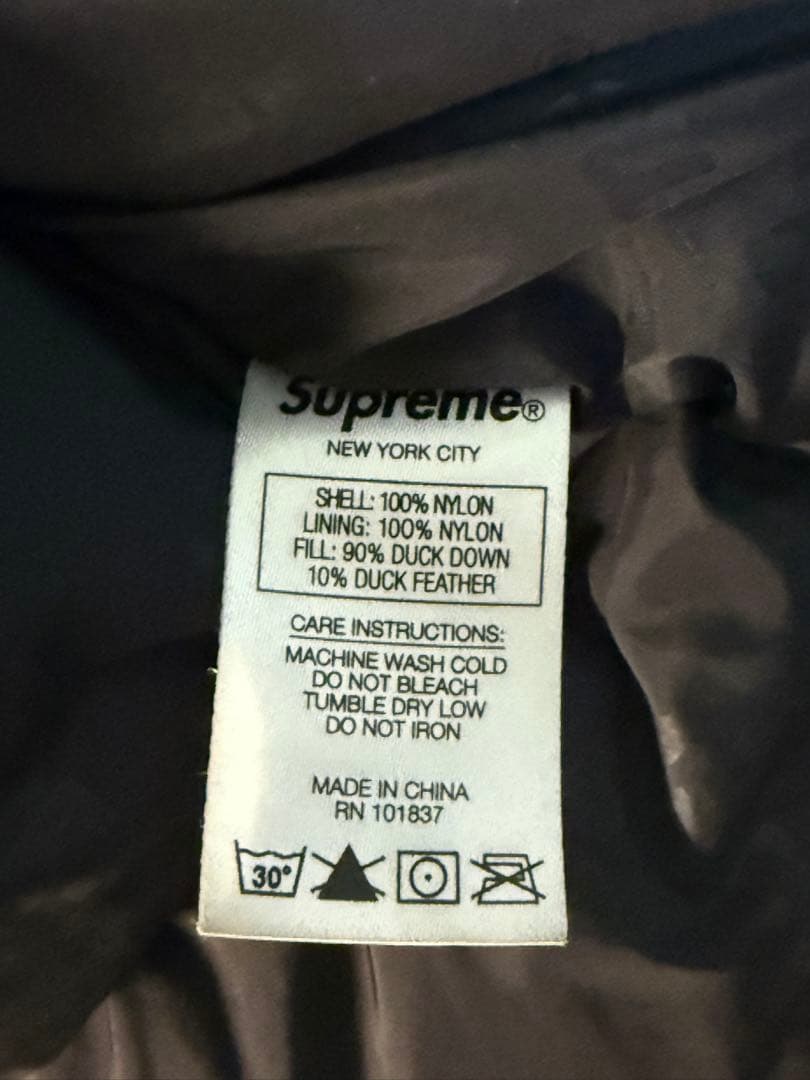 Supreme®
NEW YORK CITY
SHELL: 100% NYLON
LINING: 100% NYLON
FILL: 90% DUCK DOWN
10% DUCK FEATHER
CARE INSTRUCTIONS:
MACHINE WASH COLD
DO NOT BLEACH
TUMBLE DRY LOW
DO NOT IRON
MADE IN CHINA
RN 101837
30°